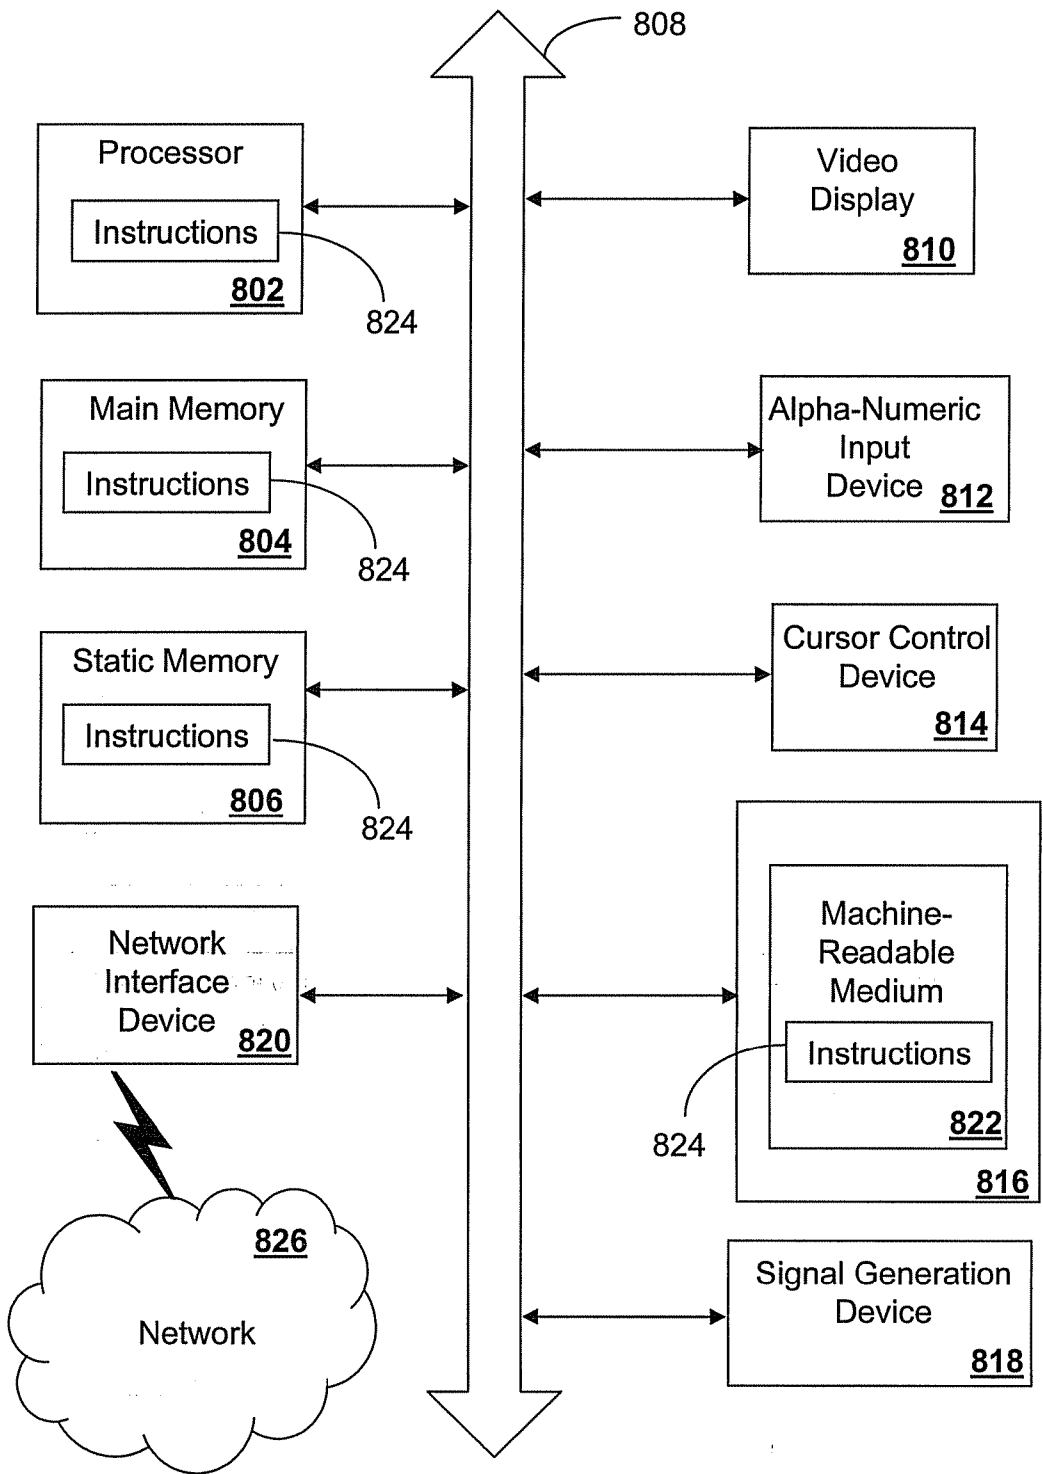 808
Processor
Instructions
802
824
Main Memory
Instructions
804
824
Static Memory
Instructions
806
824
Network
Interface
Device
820
826
Network
Video
Display
810
Alpha-Numeric
Input
Device
812
Cursor Control
Device
814
Machine-
Readable
Medium
Instructions
824
822
816
Signal Generation
Device
818